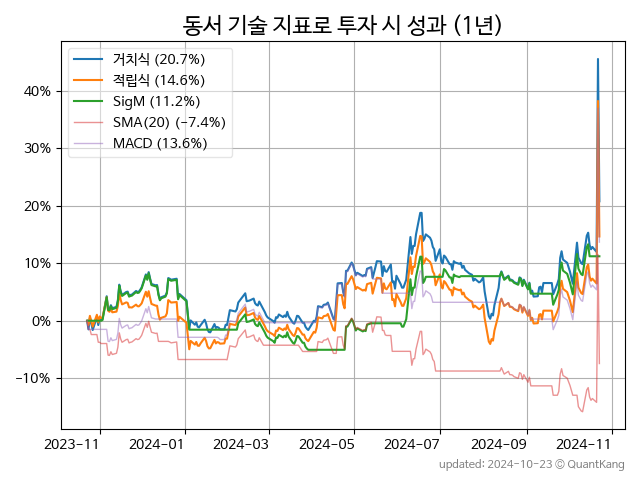 동서 기술 지표로 투자 시 성과 (1년)
거치식 (20.7%)
적립식 (14.6%)
SigM (11.2%)
SMA(20) (-7.4%)
MACD (13.6%)
40%
30%
20%
10%
0%
-10%
2023-11 2024-01 2024-03 2024-05 2024-07 2024-09 2024-11
updated: 2024-10-23 © QuantKang